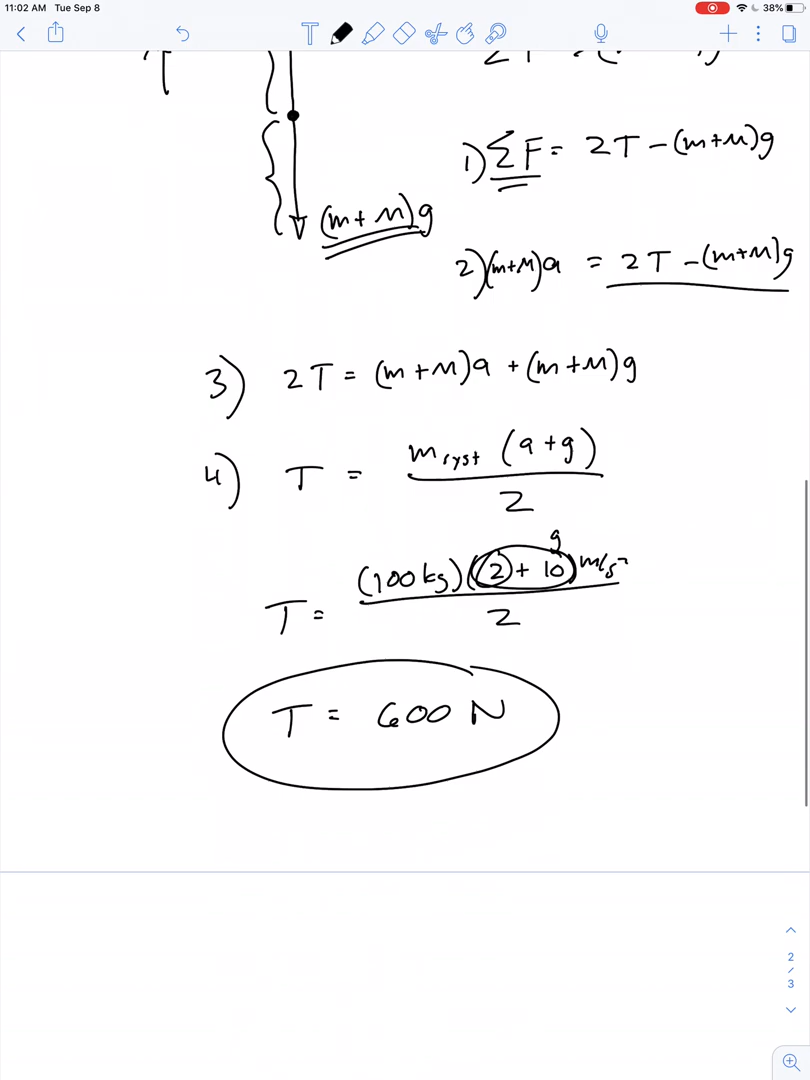 11:02 AM Tue Sep 8
38%
T
1) ΣF = 2T - (m+M)g
(m+M)g
2) (m+M)a = 2T - (m+M)g
3) 2T = (m+M)a + (m+M)g
4) T = m syst (a+g) / 2
g
T = (100 kg)(2 + 10) m/s² / 2
T = 600 N
2
/
3